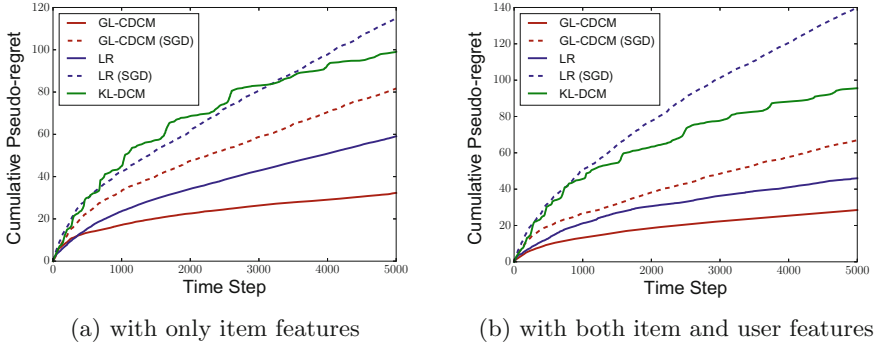 120
100
80
60
40
20
0
Cumulative Pseudo-regret
GL-CDCM
GL-CDCM (SGD)
LR
LR (SGD)
KL-DCM
0 1000 2000 3000 4000 5000
Time Step
(a) with only item features
140
120
100
80
60
40
20
0
Cumulative Pseudo-regret
GL-CDCM
GL-CDCM (SGD)
LR
LR (SGD)
KL-DCM
0 1000 2000 3000 4000 5000
Time Step
(b) with both item and user features